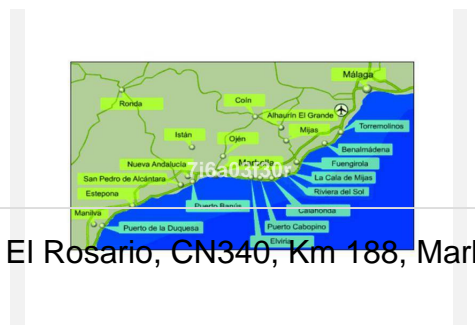 Málaga
Ronda
Coín
Alhaurín El Grande
Torremolinos
Mijas
Istán
Ojén
Benalmádena
Marbella
Nueva Andalucía
7i6a03130r
Fuengirola
San Pedro de Alcántara
La Cala de Mijas
Estepona
Riviera del Sol
Puerto Banús
Calahonda
Manilva
Puerto de la Duquesa
Puerto Cabopino
Elviria
El Rosario, CN340, Km 188, Marl